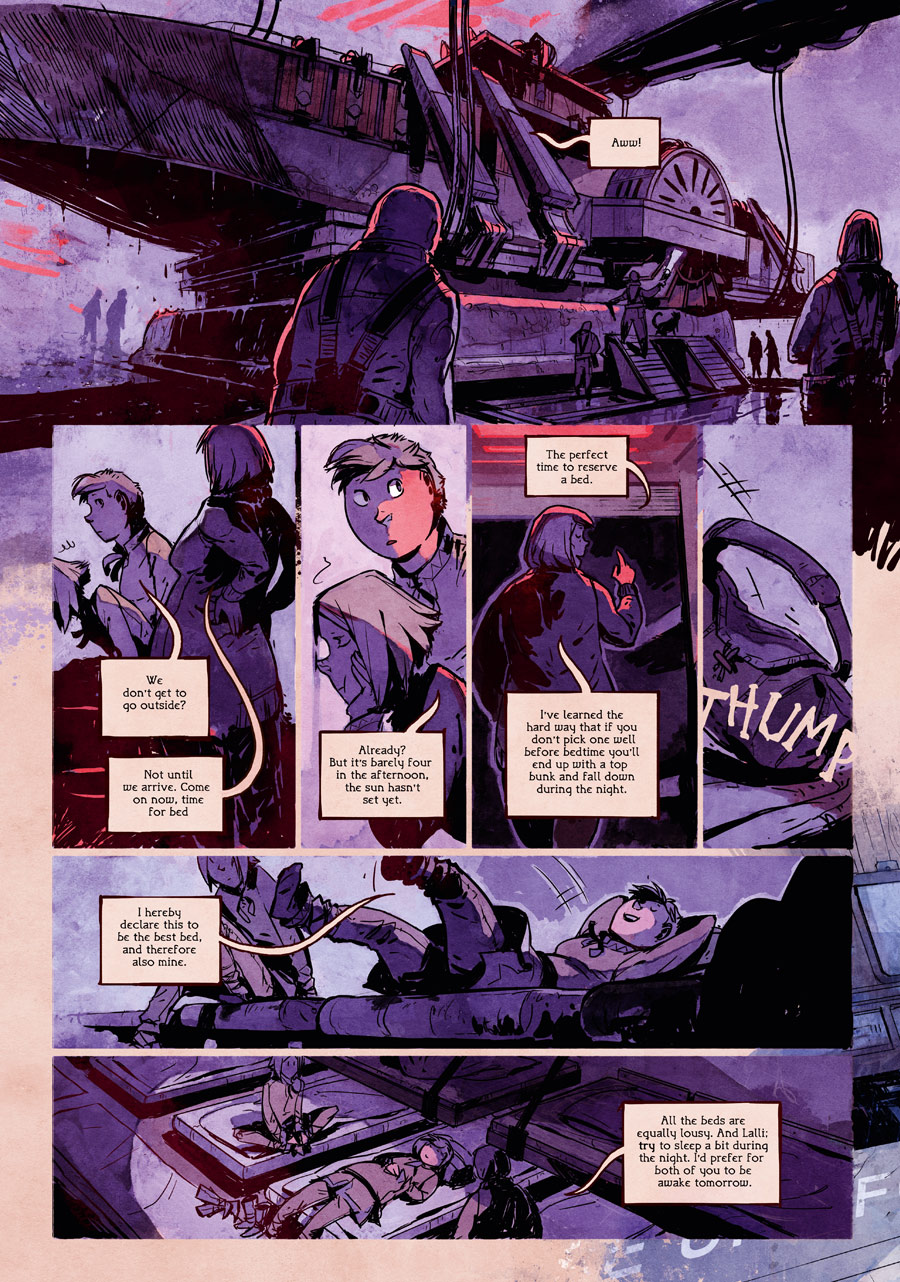 Aww!
We
don't get to
go outside?
Not until
we arrive. Come
on now, time
for bed
Already?
But it's barely four
in the afternoon,
the sun hasn't
set yet.
The perfect
time to reserve
a bed.
I've learned the
hard way that if you
don't pick one well
before bedtime you'll
end up with a top
bunk and fall down
during the night.
THUMP
I hereby
declare this to
be the best bed,
and therefore
also mine.
All the beds are
equally lousy. And Lalli;
try to sleep a bit during
the night. I'd prefer for
both of you to be
awake tomorrow.